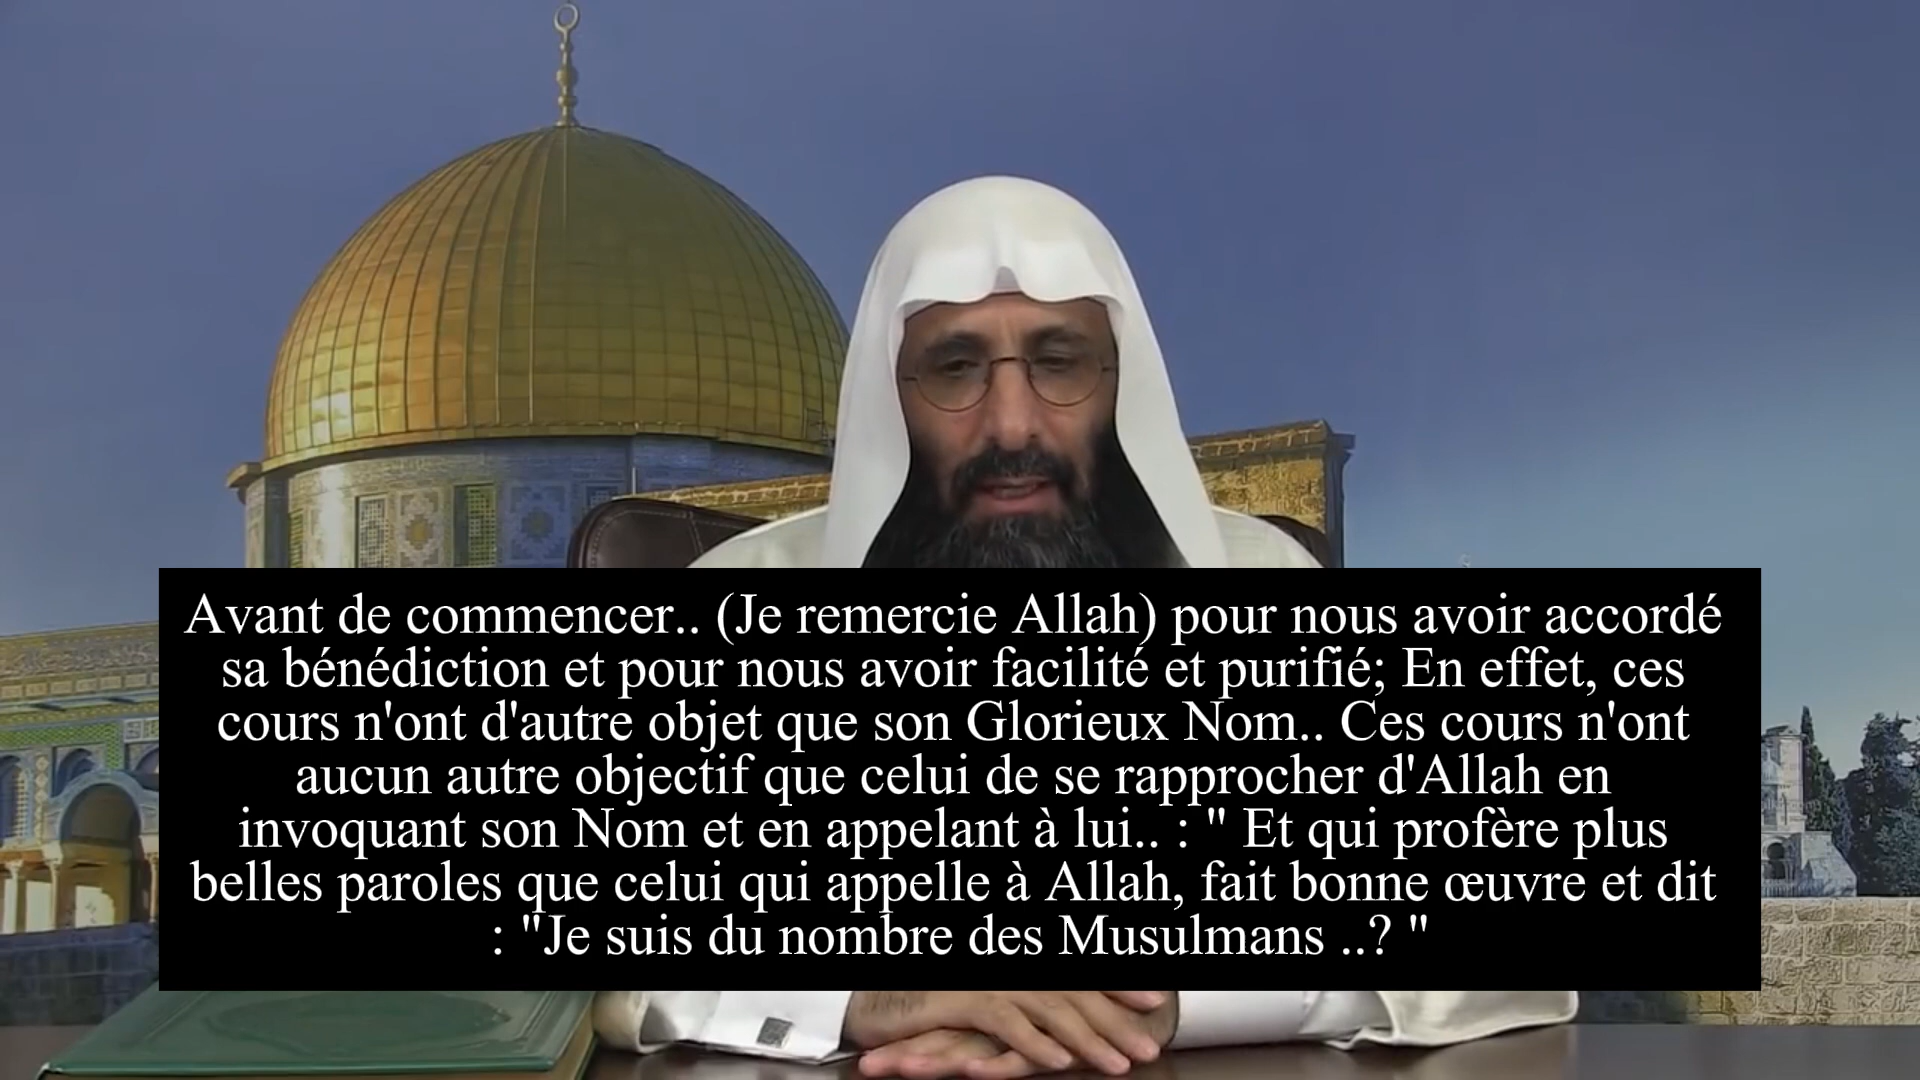 Avant de commencer.. (Je remercie Allah) pour nous avoir accordé
sa bénédiction et pour nous avoir facilité et purifié; En effet, ces
cours n'ont d'autre objet que son Glorieux Nom.. Ces cours n'ont
aucun autre objectif que celui de se rapprocher d'Allah en
invoquant son Nom et en appelant à lui.. : " Et qui profère plus
belles paroles que celui qui appelle à Allah, fait bonne œuvre et dit
: "Je suis du nombre des Musulmans ..? "